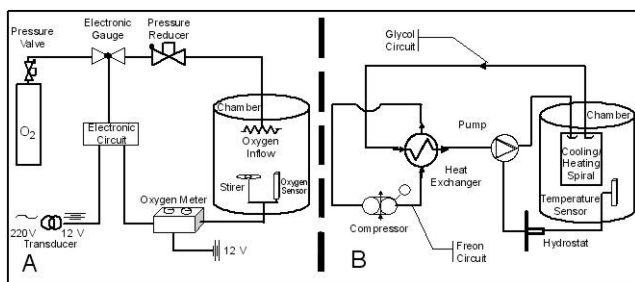 A
Pressure
Valve
Electronic
Gauge
Pressure
Reducer
O₂
Electronic
Circuit
Chamber
Oxygen
Inflow
Stirer
Oxygen
Sensor
Oxygen Meter
220V
12 V
Transducer
12 V
B
Glycol
Circuit
Pump
Heat
Exchanger
Compressor
Freon
Circuit
Chamber
Cooling/
Heating
Spiral
Temperature
Sensor
Hydrostat